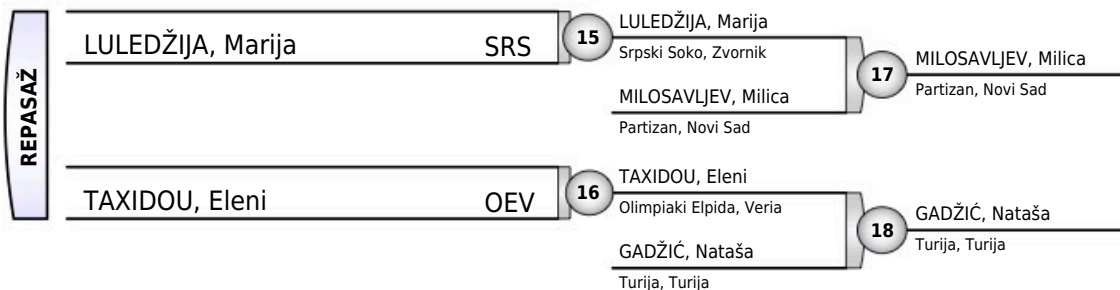 REPASAŽ
LULEDŽIJA, Marija SRS
15
LULEDŽIJA, Marija
Srpski Soko, Zvornik
MILOSAVLJEV, Milica
Partizan, Novi Sad
17
MILOSAVLJEV, Milica
Partizan, Novi Sad
TAXIDOU, Eleni OEV
16
TAXIDOU, Eleni
Olimpiaki Elpida, Veria
GADŽIĆ, Nataša
Turija, Turija
18
GADŽIĆ, Nataša
Turija, Turija